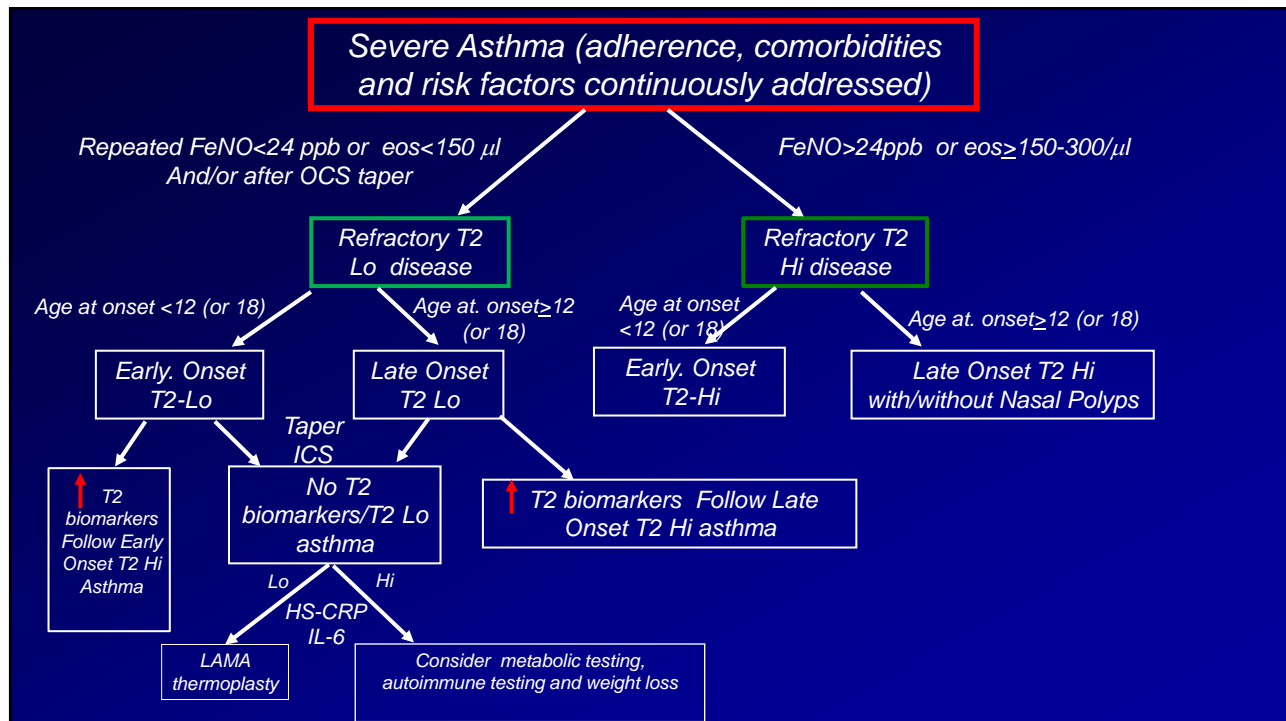 Severe Asthma (adherence, comorbidities
and risk factors continuously addressed)
Repeated FeNO<24 ppb or eos<150 μl
And/or after OCS taper
FeNO>24ppb or eos≥150-300/μl
Refractory T2
Lo disease
Refractory T2
Hi disease
Age at onset <12 (or 18)
Age at. onset≥12
(or 18)
Age at onset
<12 (or 18)
Age at. onset≥12 (or 18)
Early. Onset
T2-Lo
Late Onset
T2 Lo
Early. Onset
T2-Hi
Late Onset T2 Hi
with/without Nasal Polyps
Taper
ICS
T2
biomarkers
Follow Early
Onset T2 Hi
Asthma
No T2
biomarkers/T2 Lo
asthma
T2 biomarkers Follow Late
Onset T2 Hi asthma
Lo
Hi
HS-CRP
IL-6
LAMA
thermoplasty
Consider metabolic testing,
autoimmune testing and weight loss